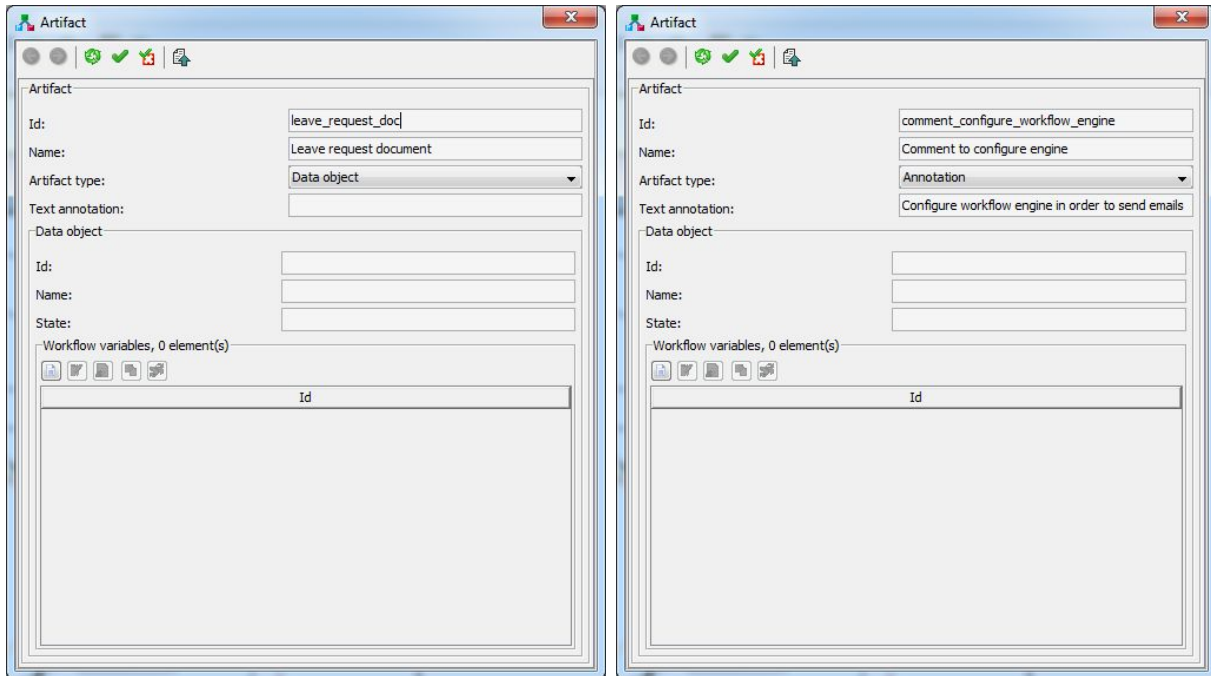 Artifact
Artifact
Id: leave_request_doc
Name: Leave request document
Artifact type: Data object
Text annotation:
Data object
Id:
Name:
State:
Workflow variables, 0 element(s)
Id
Artifact
Artifact
Id: comment_configure_workflow_engine
Name: Comment to configure engine
Artifact type: Annotation
Text annotation: Configure workflow engine in order to send emails
Data object
Id:
Name:
State:
Workflow variables, 0 element(s)
Id